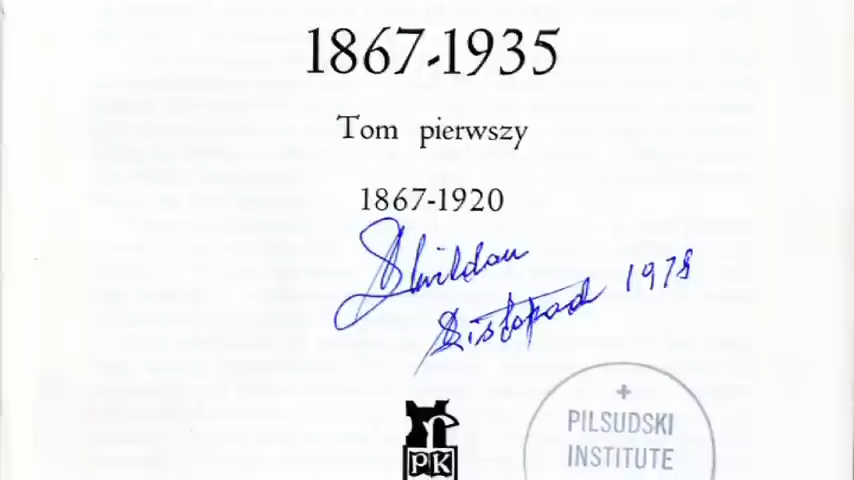 1867-1935
Tom pierwszy
1867-1920
Listopad 1978
PK
+
PILSUDSKI
INSTITUTE